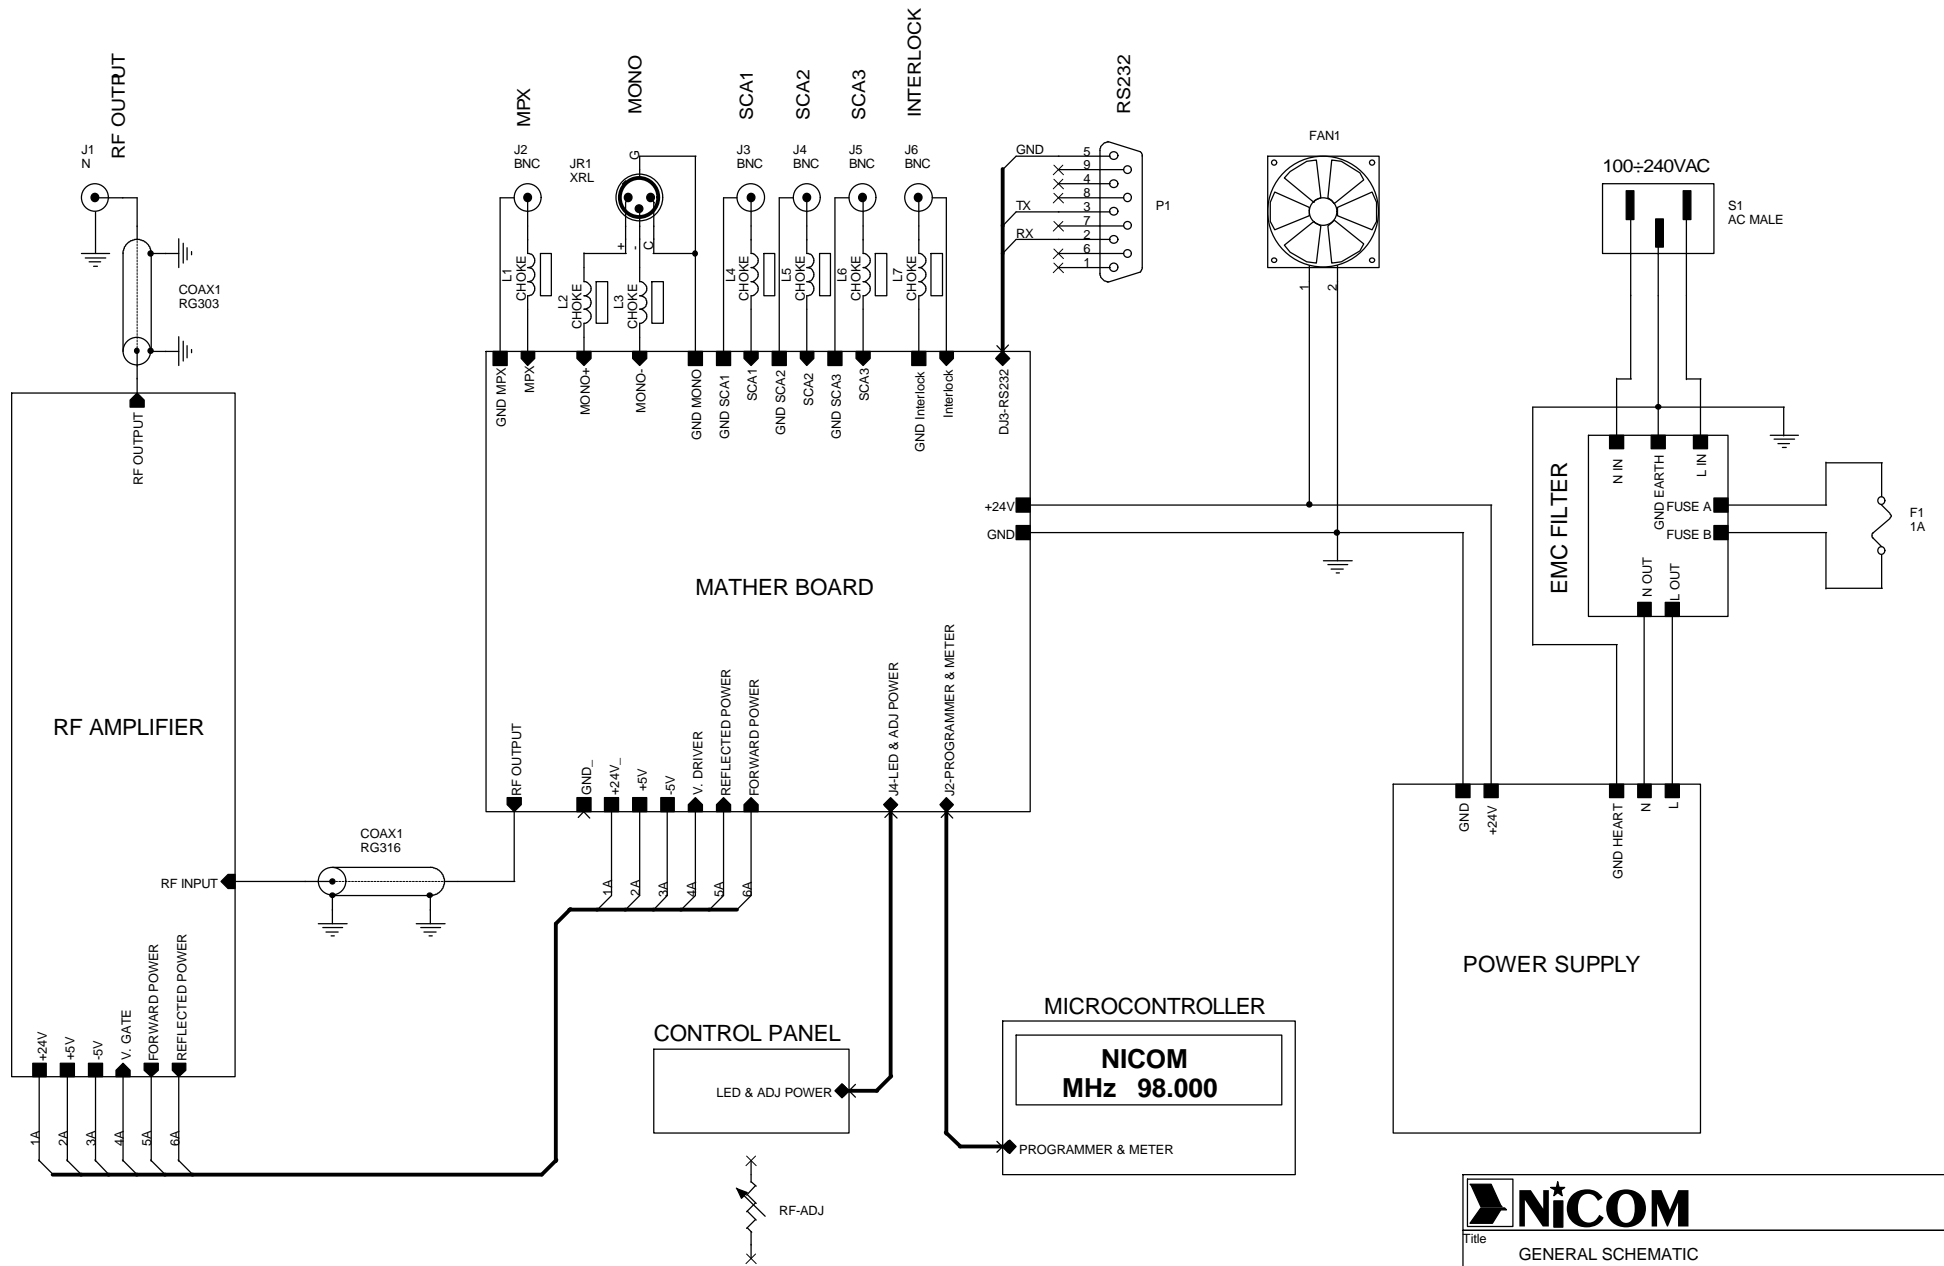 RF OUTPUT
MPX
MONO
SCA1
SCA2
SCA3
INTERLOCK
RS232
J1
N
J2
BNC
JR1
XRL
G
+
-
C
J3
BNC
J4
BNC
J5
BNC
J6
BNC
GND
TX
RX
5
9
4
8
3
7
2
6
1
P1
FAN1
1
2
100÷240VAC
S1
AC MALE
COAX1
RG303
L1
CHOKE
L2
CHOKE
L3
CHOKE
L4
CHOKE
L5
CHOKE
L6
CHOKE
L7
CHOKE
GND MPX
MPX
MONO+
MONO-
GND MONO
GND SCA1
SCA1
GND SCA2
SCA2
GND SCA3
SCA3
GND Interlock
Interlock
DJ3-RS232
RF OUTPUT
+24V
GND
MATHER BOARD
EMC FILTER
N IN
GND EARTH
L IN
FUSE A
FUSE B
N OUT
L OUT
F1
1A
RF AMPLIFIER
RF OUTPUT
GND_
+24V_
+5V
-5V
V. DRIVER
REFLECTED POWER
FORWARD POWER
J4-LED & ADJ POWER
J2-PROGRAMMER & METER
GND
+24V
GND HEART
N
L
COAX1
RG316
RF INPUT
1A
2A
3A
4A
5A
6A
POWER SUPPLY
+24V
+5V
-5V
V. GATE
FORWARD POWER
REFLECTED POWER
1A
2A
3A
4A
5A
6A
CONTROL PANEL
LED & ADJ POWER
MICROCONTROLLER
NICOM
MHz 98.000
PROGRAMMER & METER
RF-ADJ
NiCOM
Title
GENERAL SCHEMATIC